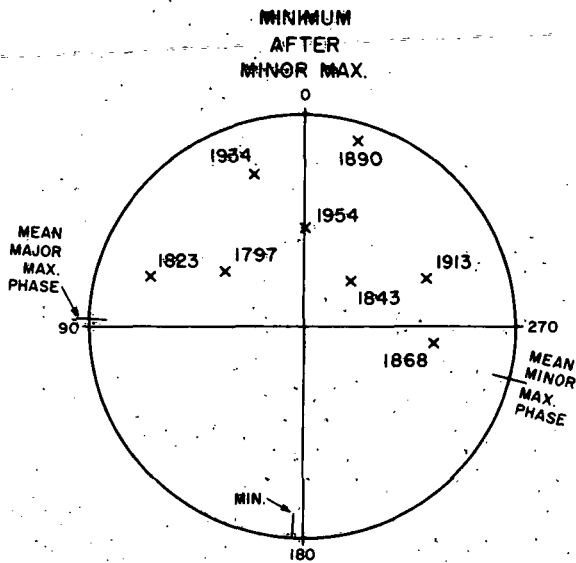 MINIMUM
AFTER
MINOR MAX.
0
1934
1890
1954
MEAN
MAJOR
MAX.
PHASE
1823
1797
1913
1843
90
270
1868
MEAN
MINOR
MAX.
PHASE
MIN.
180